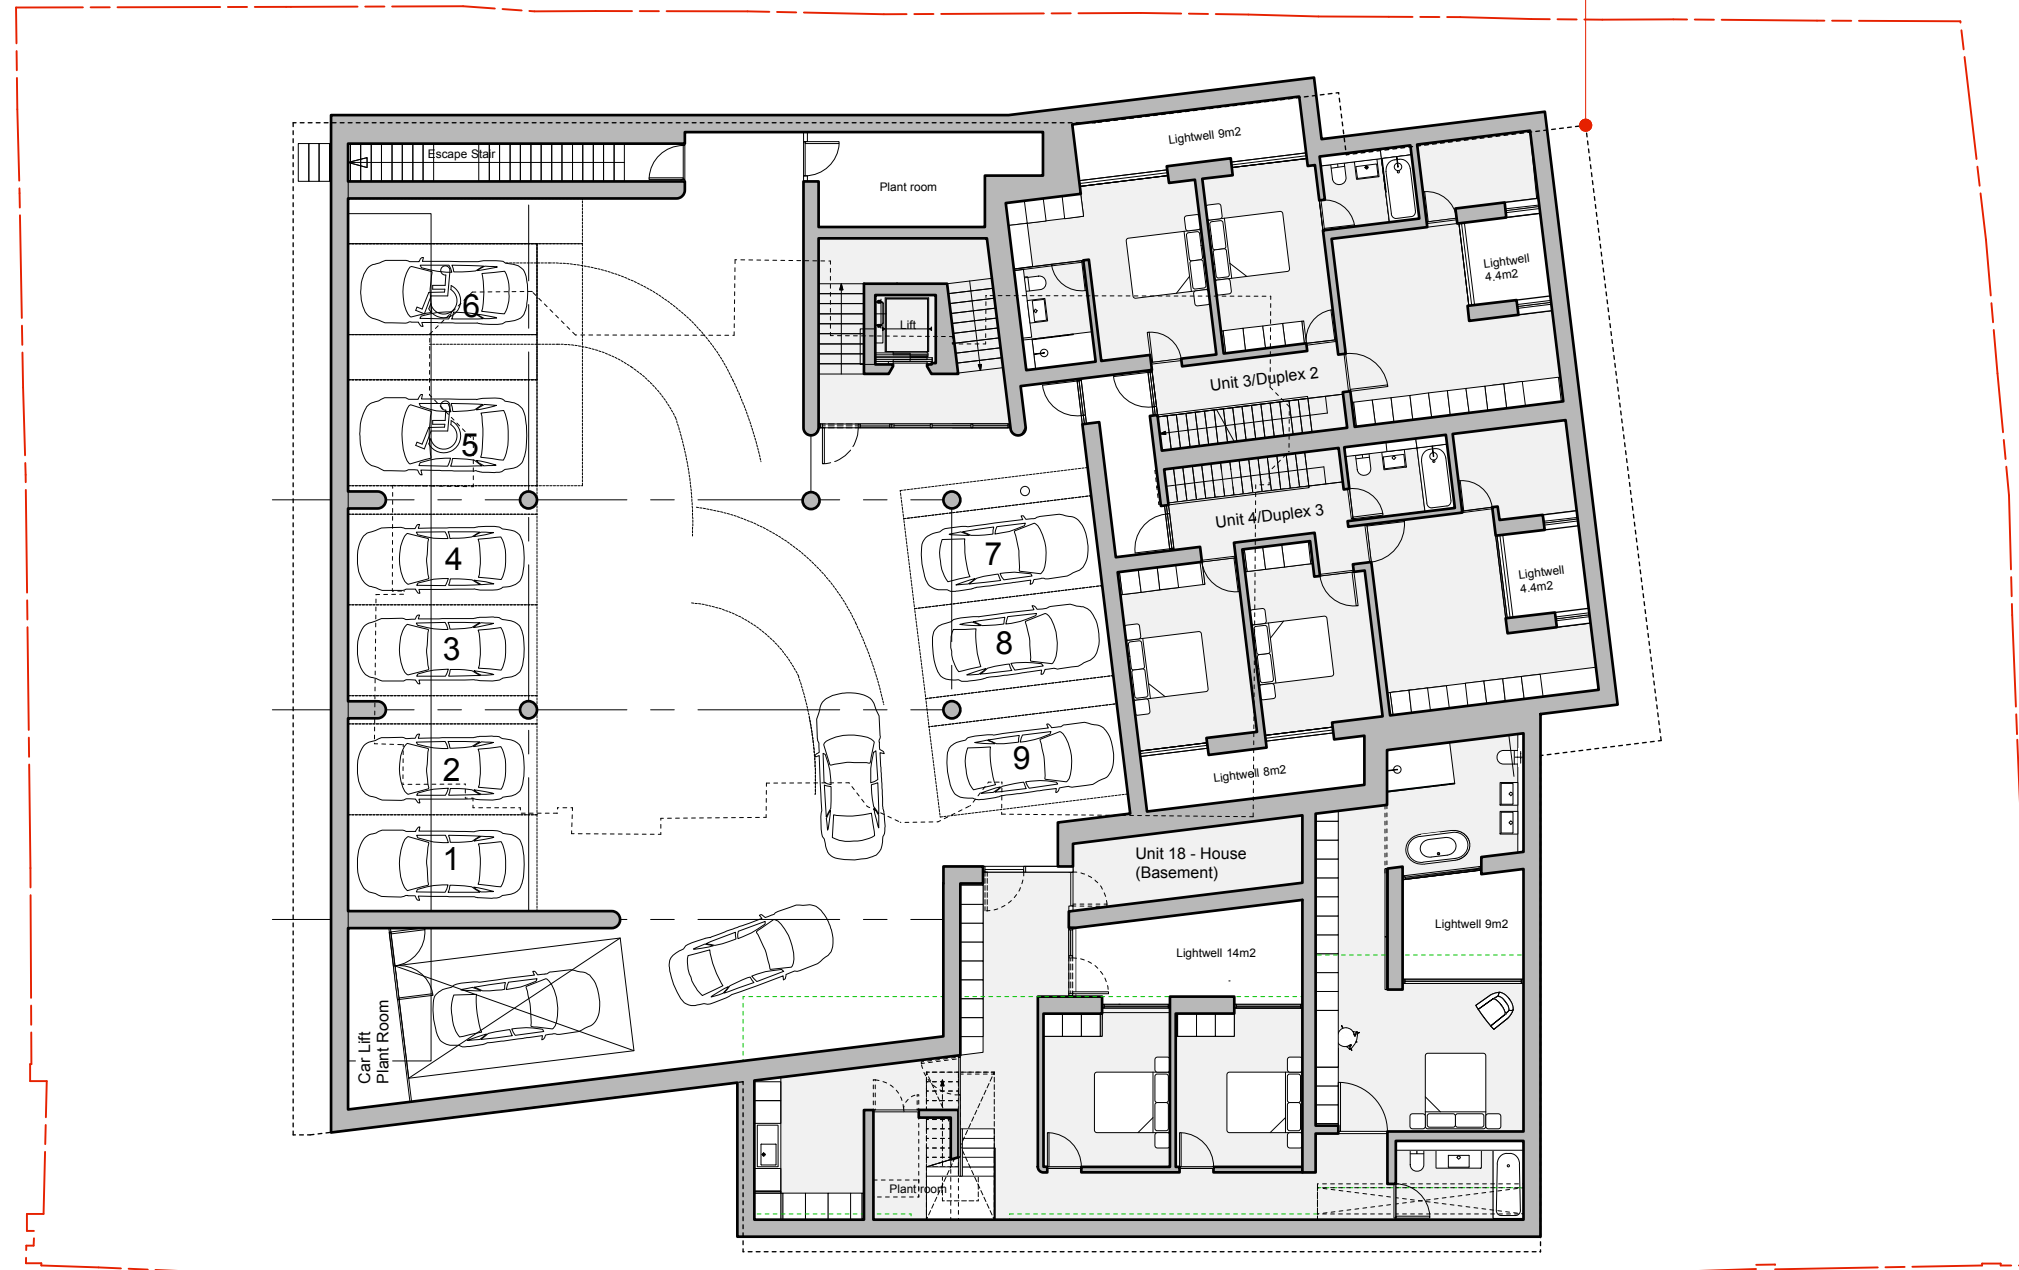 Escape Stair
Lightwell 9m2
Plant room
Lightwell
4.4m2
6
Lift
Unit 3/Duplex 2
5
Unit 4/Duplex 3
4
7
Lightwell
4.4m2
3
8
2
9
Lightwell 8m2
1
Unit 18 - House
(Basement)
Lightwell 9m2
Lightwell 14m2
Car Lift
Plant Room
Plant room